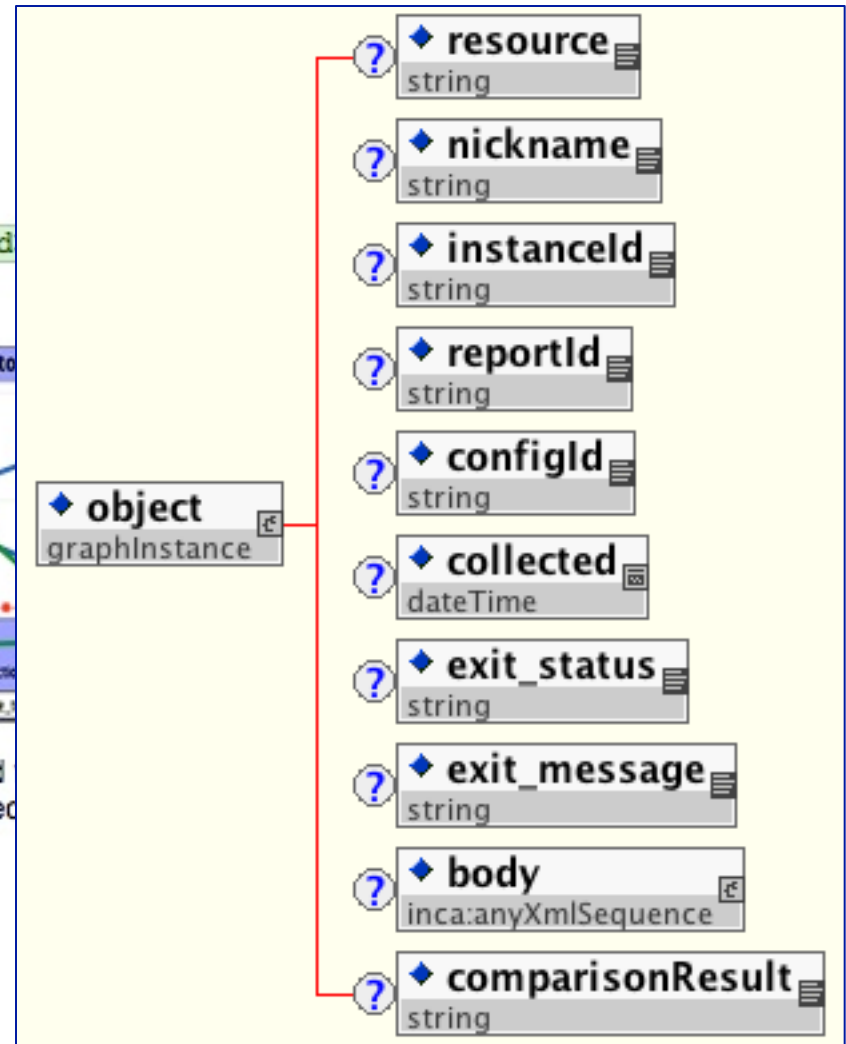 resource
string
nickname
string
instanceId
string
reportId
string
configId
string
object
graphInstance
collected
dateTime
exit_status
string
exit_message
string
body
inca:anyXmlSequence
comparisonResult
string